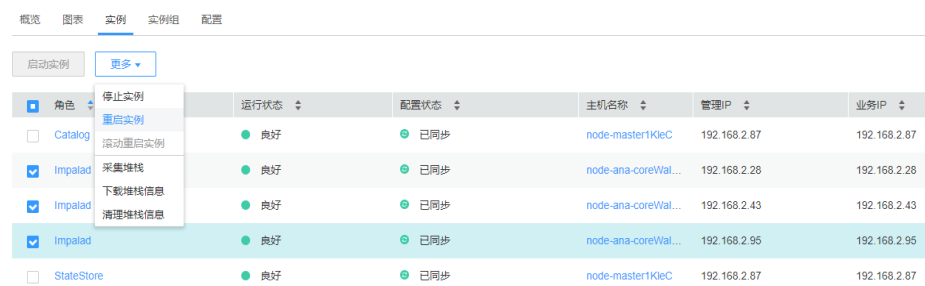 概览 图表 实例 实例组 配置
启动实例 更多
角色 运行状态 配置状态 主机名称 管理IP 业务IP
停止实例
重启实例
滚动重启实例
采集堆栈
下载堆栈信息
清理堆栈信息
Catalog 良好 已同步 node-master1KleC 192.168.2.87 192.168.2.87
Impalad 良好 已同步 node-ana-coreWal... 192.168.2.28 192.168.2.28
Impalad 良好 已同步 node-ana-coreWal... 192.168.2.43 192.168.2.43
Impalad 良好 已同步 node-ana-coreWal... 192.168.2.95 192.168.2.95
StateStore 良好 已同步 node-master1KleC 192.168.2.87 192.168.2.87